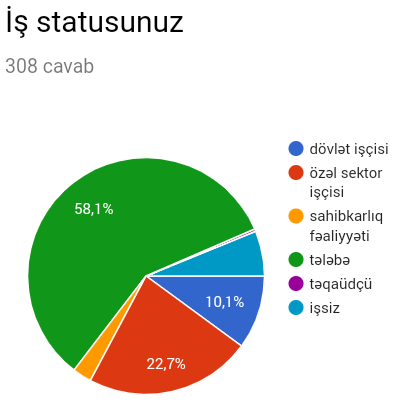 İş statusunuz
308 cavab
dövlət işçisi
özəl sektor
işçisi
sahibkarlıq
fəaliyyəti
tələbə
təqaüdçü
işsiz
58,1%
10,1%
22,7%